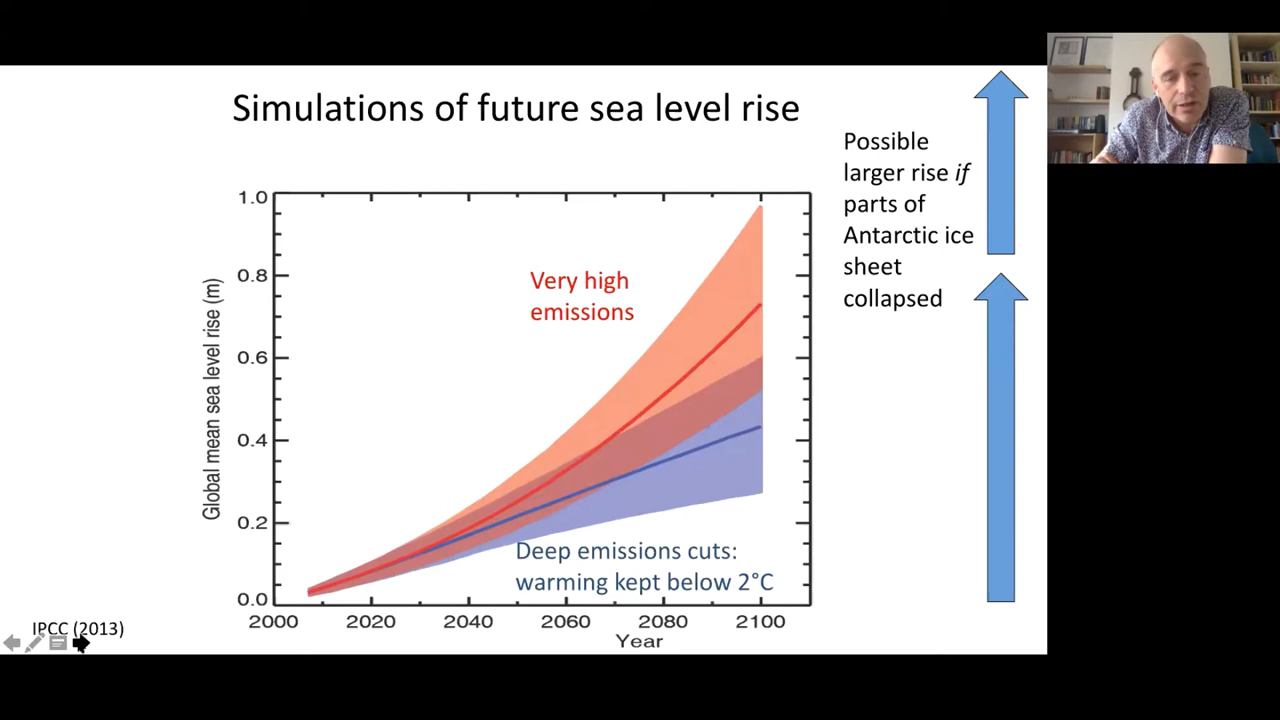 Simulations of future sea level rise
Possible
larger rise if
parts of
Antarctic ice
sheet
collapsed
1.0
0.8
0.6
0.4
0.2
0.0
Global mean sea level rise (m)
Very high
emissions
Deep emissions cuts:
warming kept below 2°C
2000 2020 2040 2060 2080 2100
Year
IPCC (2013)